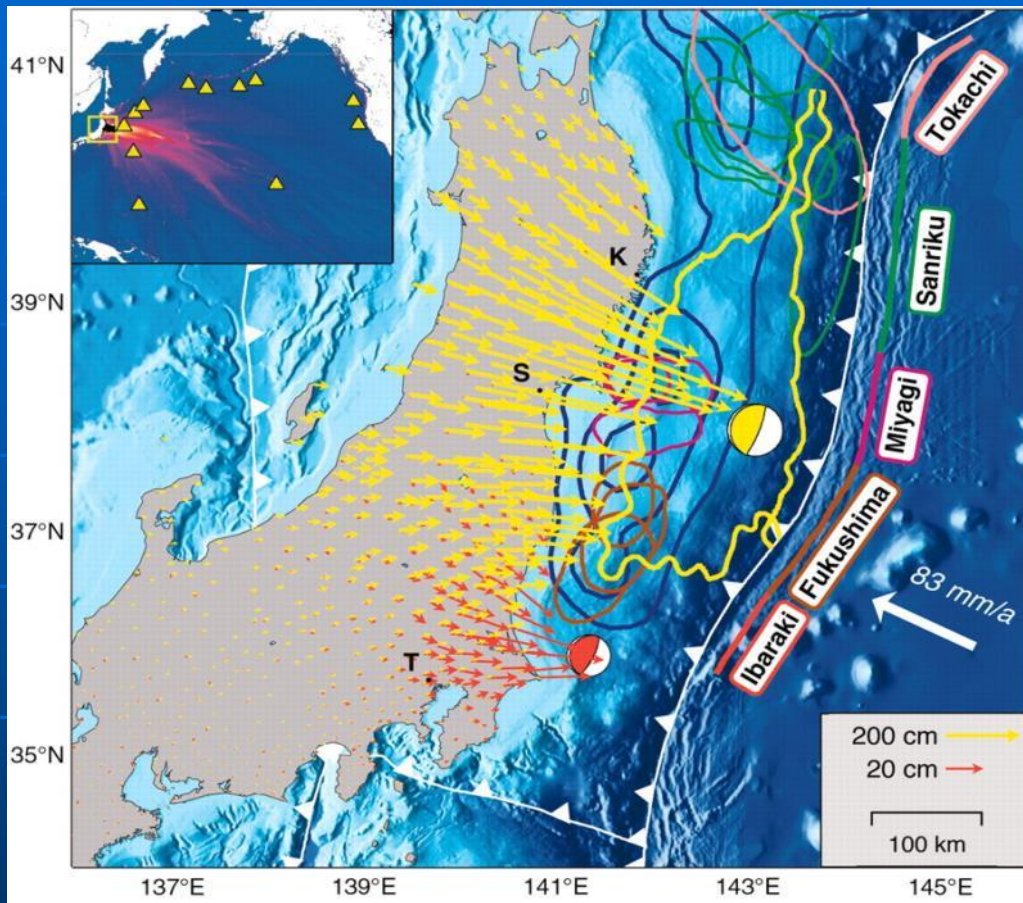 41°N
39°N
37°N
35°N
137°E
139°E
141°E
143°E
145°E
K
S
T
Tokachi
Sanriku
Miyagi
Fukushima
Ibaraki
83 mm/a
200 cm
20 cm
100 km